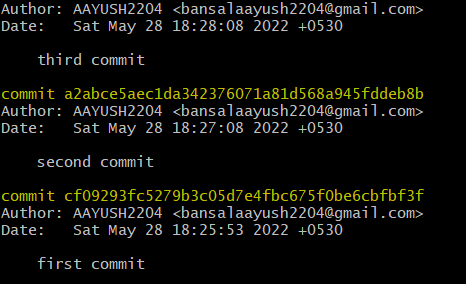 Author: AAYUSH2204 <bansalaayush2204@gmail.com>
Date:   Sat May 28 18:28:08 2022 +0530
    third commit
commit a2abce5aec1da342376071a81d568a945fddeb8b
Author: AAYUSH2204 <bansalaayush2204@gmail.com>
Date:   Sat May 28 18:27:08 2022 +0530
    second commit
commit cf09293fc5279b3c05d7e4fbc675f0be6cbfbf3f
Author: AAYUSH2204 <bansalaayush2204@gmail.com>
Date:   Sat May 28 18:25:53 2022 +0530
    first commit